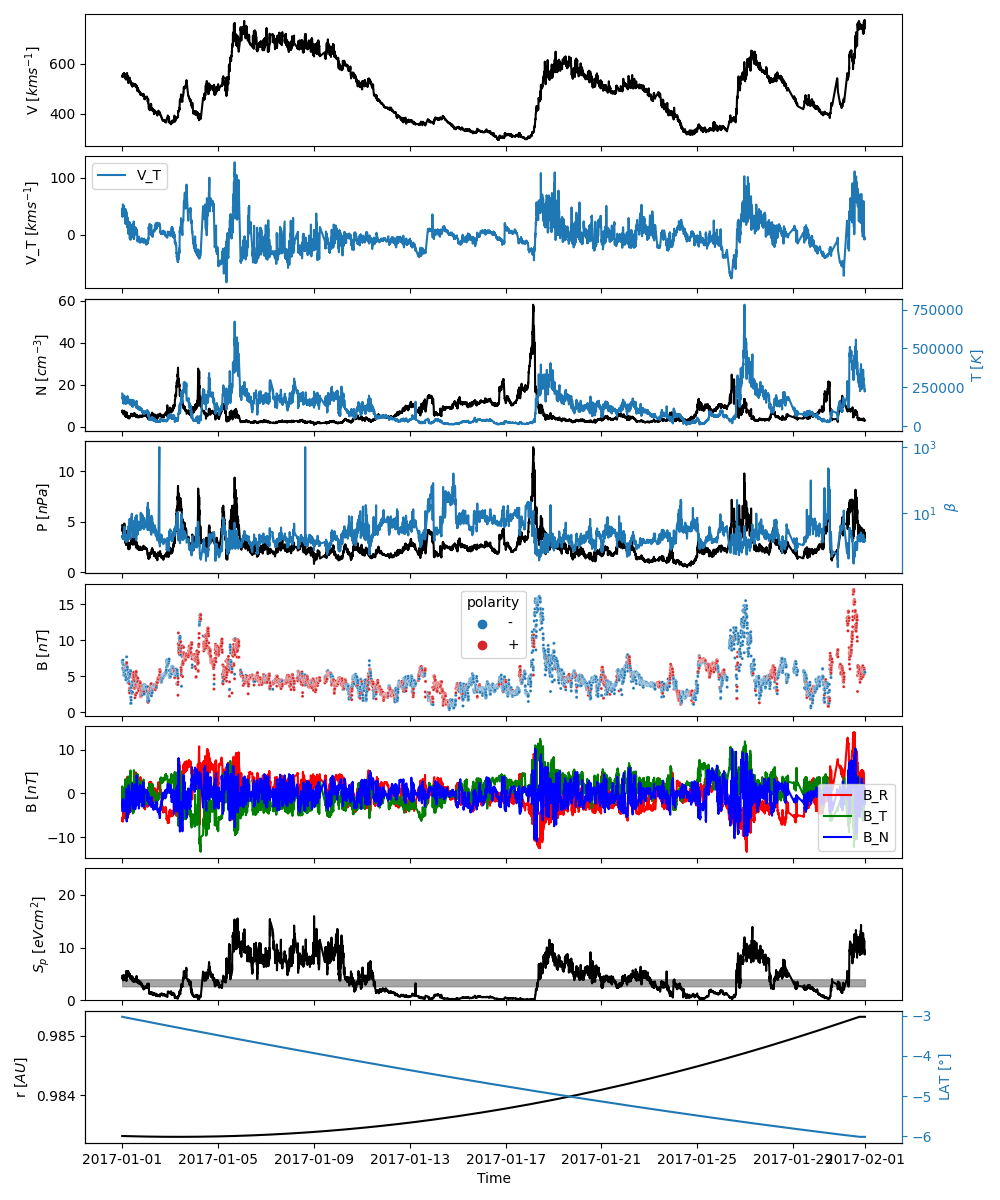 V [kms⁻¹]
600
400
V_T [kms⁻¹]
100
0
V_T
N [cm⁻³]
60
40
20
0
750000
500000
250000
0
T [K]
P [nPa]
10
5
0
10³
10¹
β
B [nT]
15
10
5
0
polarity
-
+
B [nT]
10
0
−10
B_R
B_T
B_N
Sₚ [eVcm²]
20
10
0
r [AU]
0.985
0.984
−3
−4
−5
−6
LAT [°]
2017-01-01 2017-01-05 2017-01-09 2017-01-13 2017-01-17 2017-01-21 2017-01-25 2017-01-29 2017-02-01
Time